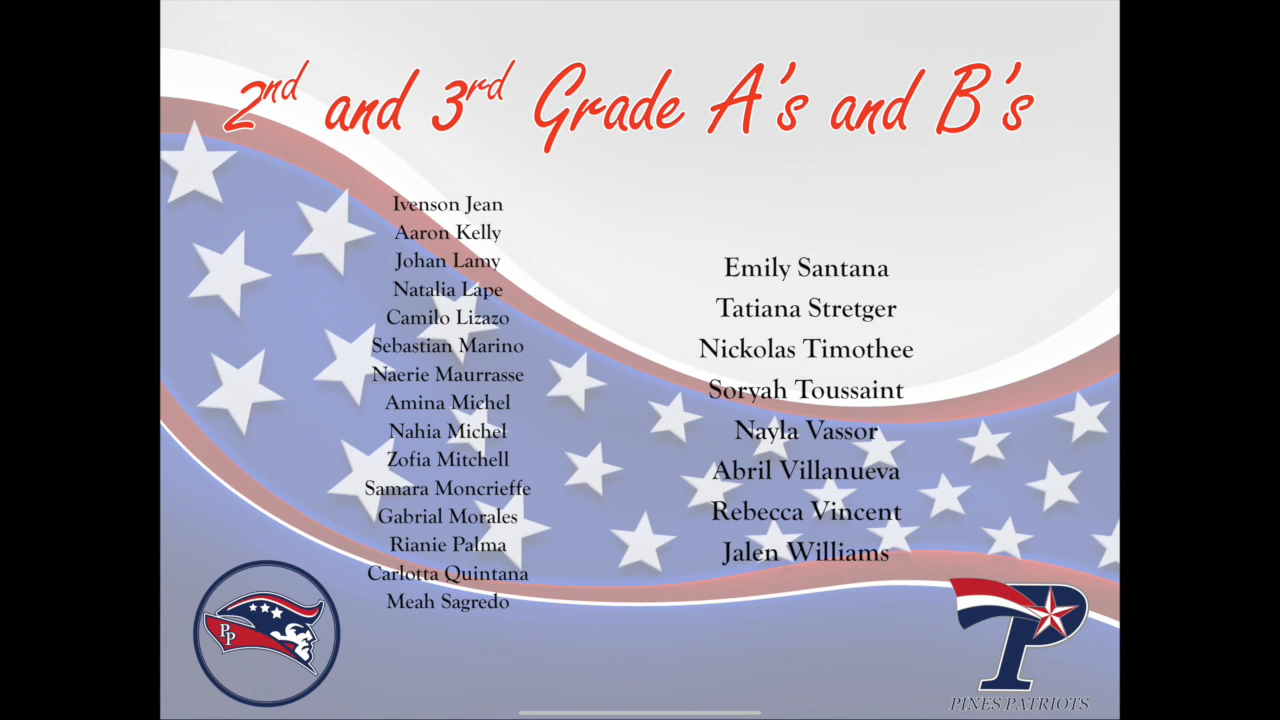 2nd and 3rd Grade A's and B's
Ivenson Jean
Aaron Kelly
Johan Lamy
Natalia Lape
Camilo Lizazo
Sebastian Marino
Naerie Maurrasse
Amina Michel
Nahia Michel
Zofia Mitchell
Samara Moncrieffe
Gabrial Morales
Rianie Palma
Carlotta Quintana
Meah Sagredo
Emily Santana
Tatiana Stretger
Nickolas Timothee
Soryah Toussaint
Nayla Vassor
Abril Villanueva
Rebecca Vincent
Jalen Williams
PP
P
PINES PATRIOTS